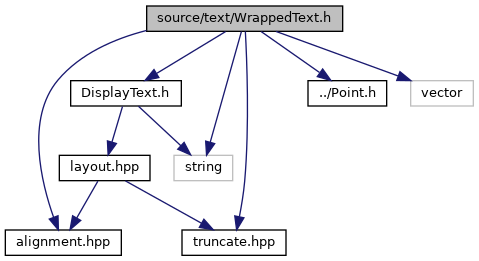 source/text/WrappedText.h
DisplayText.h
../Point.h
vector
layout.hpp
string
alignment.hpp
truncate.hpp